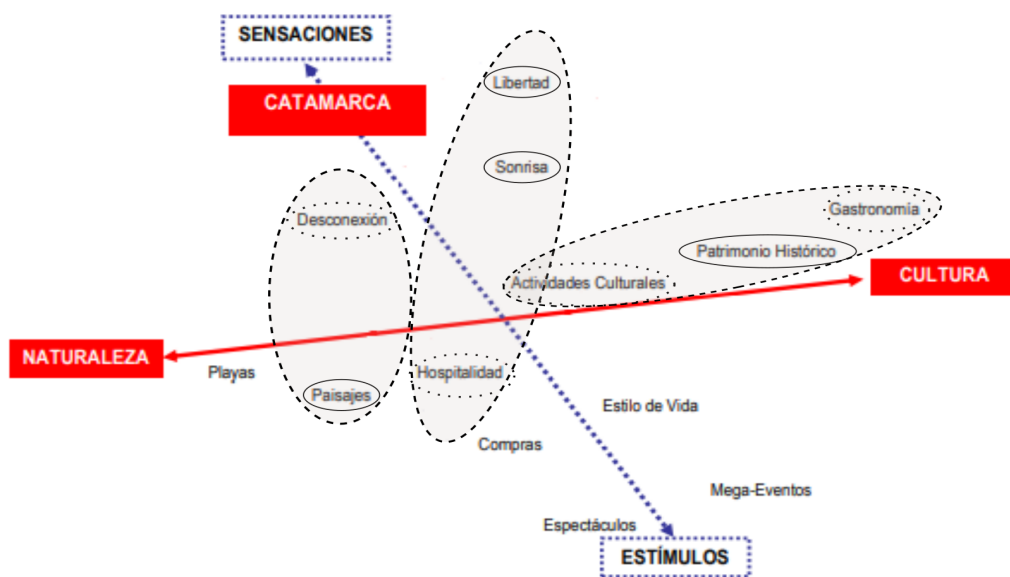 SENSACIONES
CATAMARCA
Libertad
Sonrisa
Desconexión
Gastronomía
Patrimonio Histórico
Actividades Culturales
CULTURA
NATURALEZA
Playas
Hospitalidad
Paisajes
Estilo de Vida
Compras
Mega-Eventos
Espectáculos
ESTÍMULOS